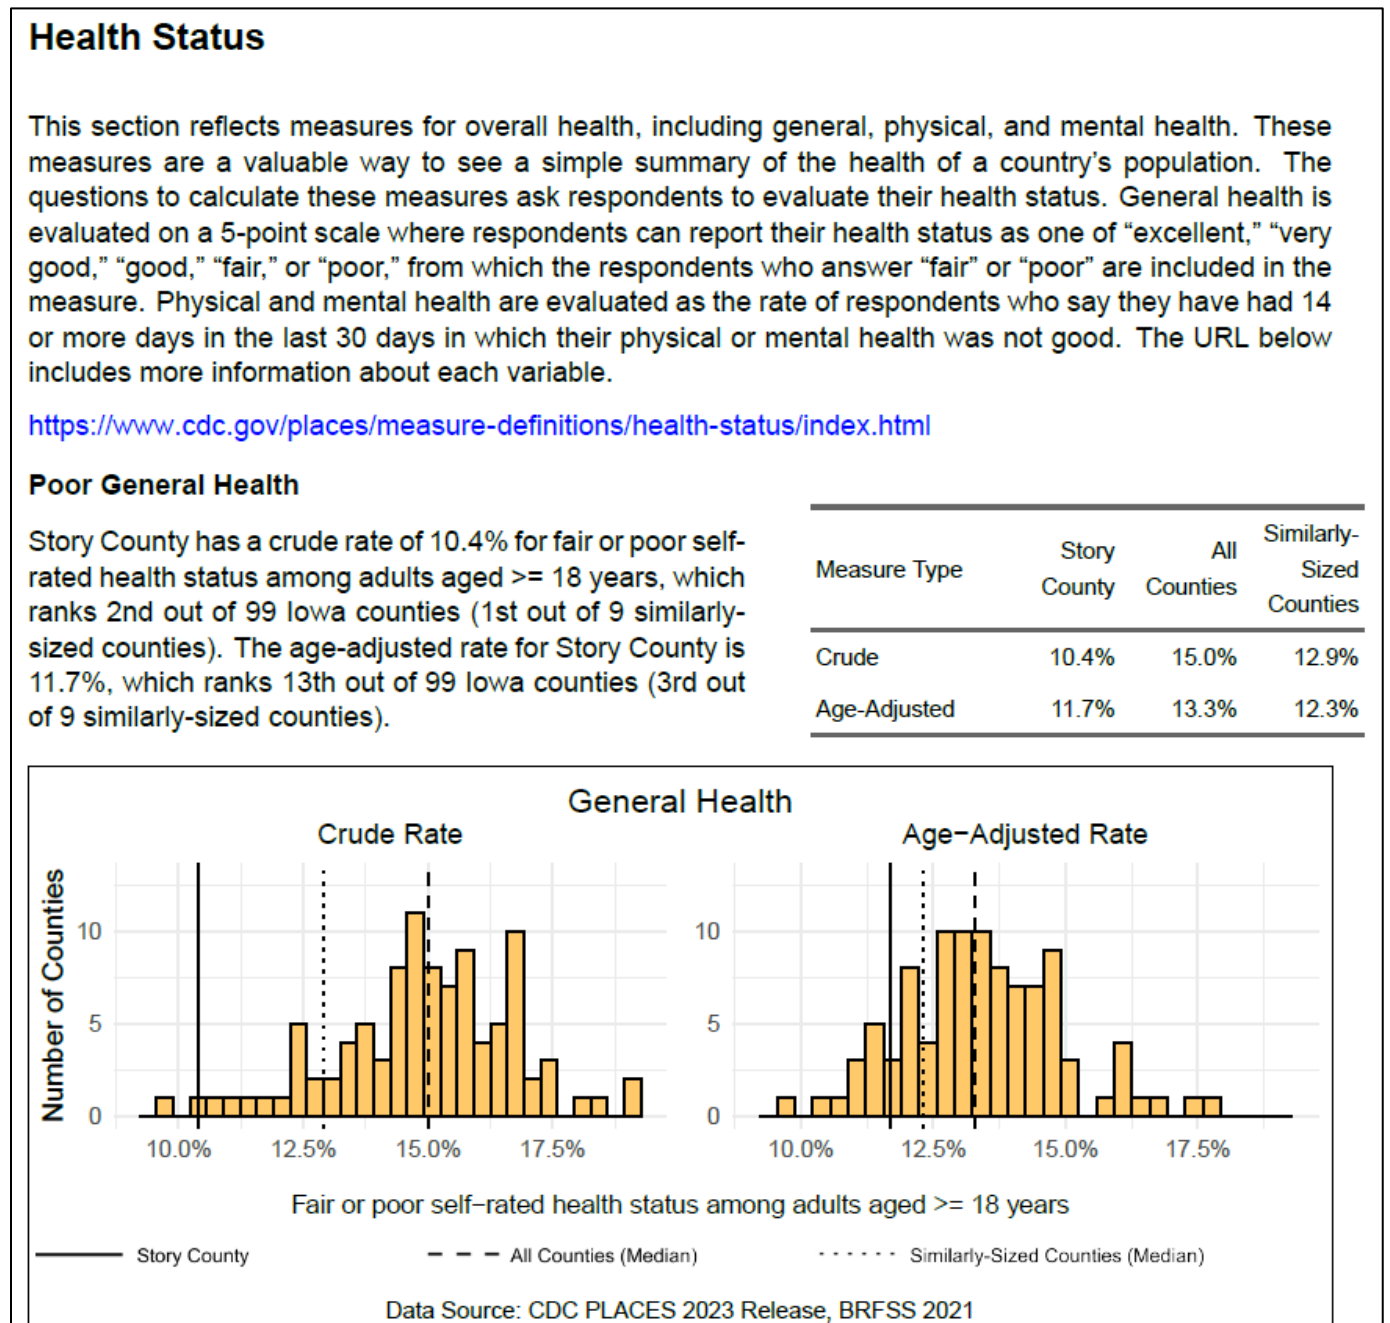 Health Status
This section reflects measures for overall health, including general, physical, and mental health. These
measures are a valuable way to see a simple summary of the health of a country’s population. The
questions to calculate these measures ask respondents to evaluate their health status. General health is
evaluated on a 5-point scale where respondents can report their health status as one of “excellent,” “very
good,” “good,” “fair,” or “poor,” from which the respondents who answer “fair” or “poor” are included in the
measure. Physical and mental health are evaluated as the rate of respondents who say they have had 14
or more days in the last 30 days in which their physical or mental health was not good. The URL below
includes more information about each variable.
https://www.cdc.gov/places/measure-definitions/health-status/index.html
Poor General Health
Story County has a crude rate of 10.4% for fair or poor self-
rated health status among adults aged >= 18 years, which
ranks 2nd out of 99 Iowa counties (1st out of 9 similarly-
sized counties). The age-adjusted rate for Story County is
11.7%, which ranks 13th out of 99 Iowa counties (3rd out
of 9 similarly-sized counties).
Measure Type Story County All Counties Similarly-Sized Counties
Crude 10.4% 15.0% 12.9%
Age-Adjusted 11.7% 13.3% 12.3%
General Health
Crude Rate Age−Adjusted Rate
Number of Counties
10 10
5 5
0 0
10.0% 12.5% 15.0% 17.5% 10.0% 12.5% 15.0% 17.5%
Fair or poor self−rated health status among adults aged >= 18 years
Story County All Counties (Median) Similarly-Sized Counties (Median)
Data Source: CDC PLACES 2023 Release, BRFSS 2021